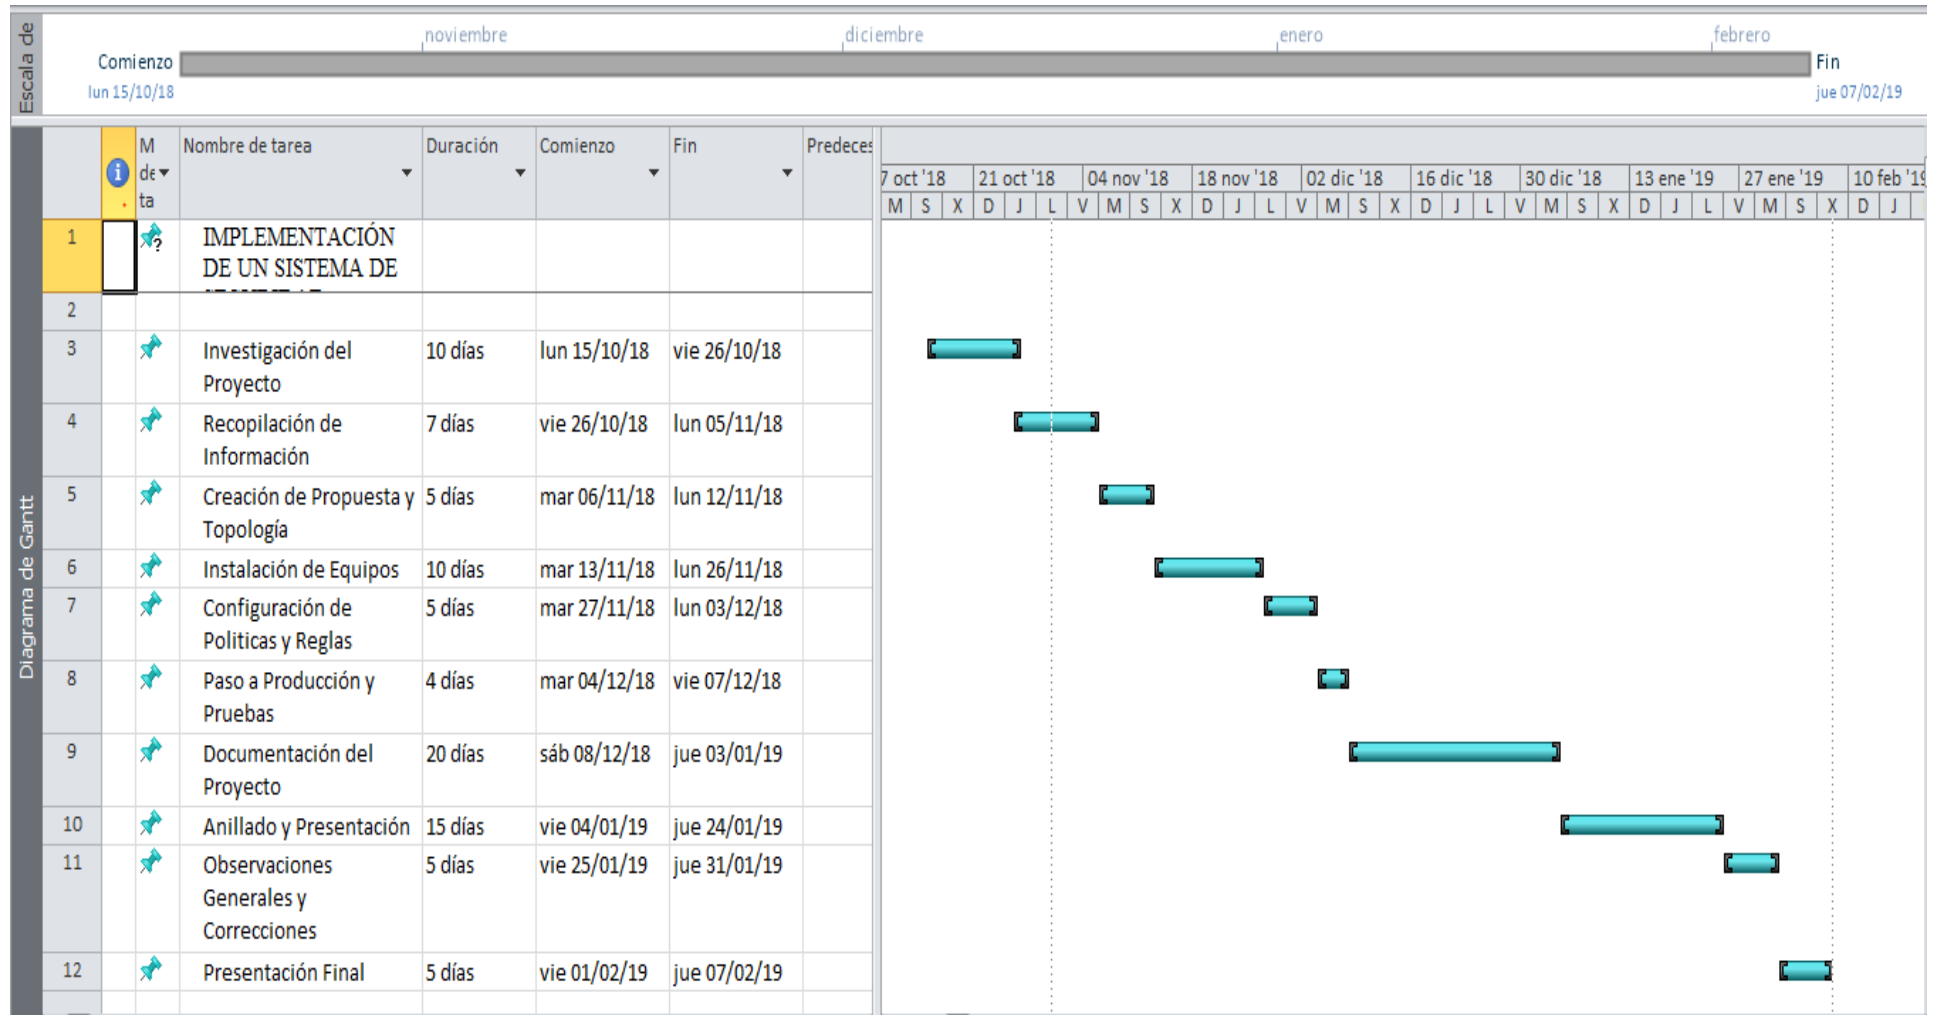 Escala de
noviembre diciembre enero febrero
Comienzo Fin
lun 15/10/18 jue 07/02/19
Diagrama de Gantt
M
de
ta
Nombre de tarea Duración Comienzo Fin Predeces
7 oct '18 21 oct '18 04 nov '18 18 nov '18 02 dic '18 16 dic '18 30 dic '18 13 ene '19 27 ene '19 10 feb '19
M S X D J L V M S X D J L V M S X D J L V M S X D J L V M S X D J
1 IMPLEMENTACIÓN
DE UN SISTEMA DE
2
3 Investigación del 10 días lun 15/10/18 vie 26/10/18
Proyecto
4 Recopilación de 7 días vie 26/10/18 lun 05/11/18
Información
5 Creación de Propuesta y 5 días mar 06/11/18 lun 12/11/18
Topología
6 Instalación de Equipos 10 días mar 13/11/18 lun 26/11/18
7 Configuración de 5 días mar 27/11/18 lun 03/12/18
Politicas y Reglas
8 Paso a Producción y 4 días mar 04/12/18 vie 07/12/18
Pruebas
9 Documentación del 20 días sáb 08/12/18 jue 03/01/19
Proyecto
10 Anillado y Presentación 15 días vie 04/01/19 jue 24/01/19
11 Observaciones 5 días vie 25/01/19 jue 31/01/19
Generales y
Correcciones
12 Presentación Final 5 días vie 01/02/19 jue 07/02/19